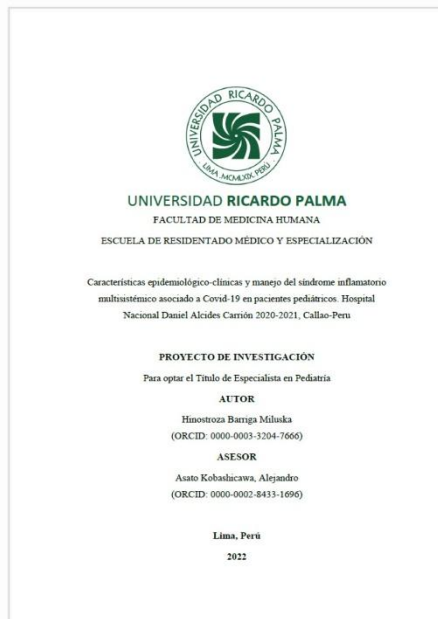 UNIVERSIDAD RICARDO PALMA
LIMA, MCMLXIX, PERÚ
UNIVERSIDAD RICARDO PALMA
FACULTAD DE MEDICINA HUMANA
ESCUELA DE RESIDENTADO MÉDICO Y ESPECIALIZACIÓN
Características epidemiológico-clínicas y manejo del síndrome inflamatorio
multisistémico asociado a Covid-19 en pacientes pediátricos. Hospital
Nacional Daniel Alcides Carrión 2020-2021, Callao-Peru
PROYECTO DE INVESTIGACIÓN
Para optar el Título de Especialista en Pediatría
AUTOR
Hinostroza Barriga Miluska
(ORCID: 0000-0003-3204-7666)
ASESOR
Asato Kobashicawa, Alejandro
(ORCID: 0000-0002-8433-1696)
Lima, Perú
2022